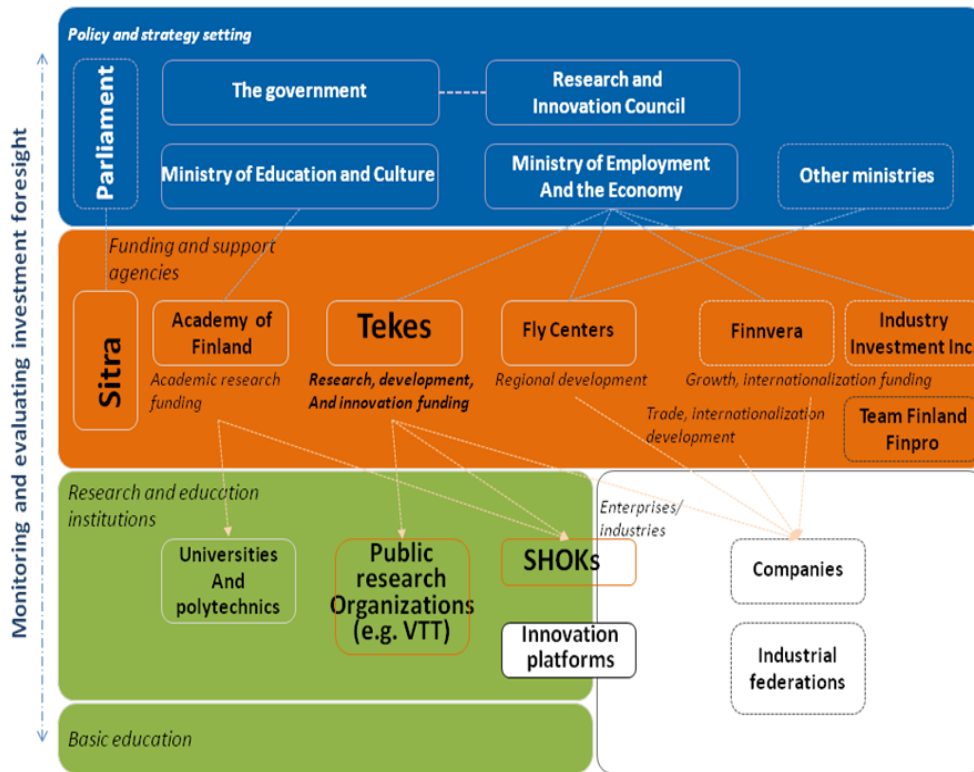 Monitoring and evaluating investment foresight
Policy and strategy setting
Parliament
The government
Research and
Innovation Council
Ministry of Education and Culture
Ministry of Employment
And the Economy
Other ministries
Funding and support
agencies
Sitra
Academy of
Finland
Tekes
Fly Centers
Finnvera
Industry
Investment Inc
Academic research
funding
Research, development,
And innovation funding
Regional development
Growth, internationalization funding
Trade, internationalization
development
Team Finland
Finpro
Research and education
institutions
Enterprises/
industries
Universities
And
polytechnics
Public
research
Organizations
(e.g. VTT)
SHOKs
Companies
Innovation
platforms
Industrial
federations
Basic education